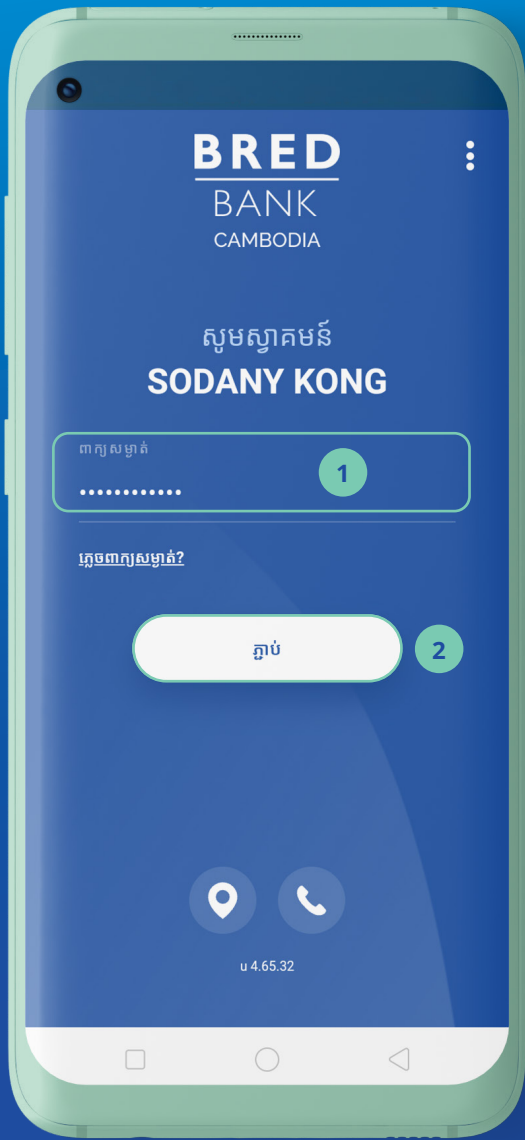 BRED
BANK
CAMBODIA
សូមស្វាគមន៍
SODANY KONG
ពាក្យសម្ងាត់
••••••••••••
1
ភ្លេចពាក្យសម្ងាត់?
ភ្ជាប់
2
u 4.65.32